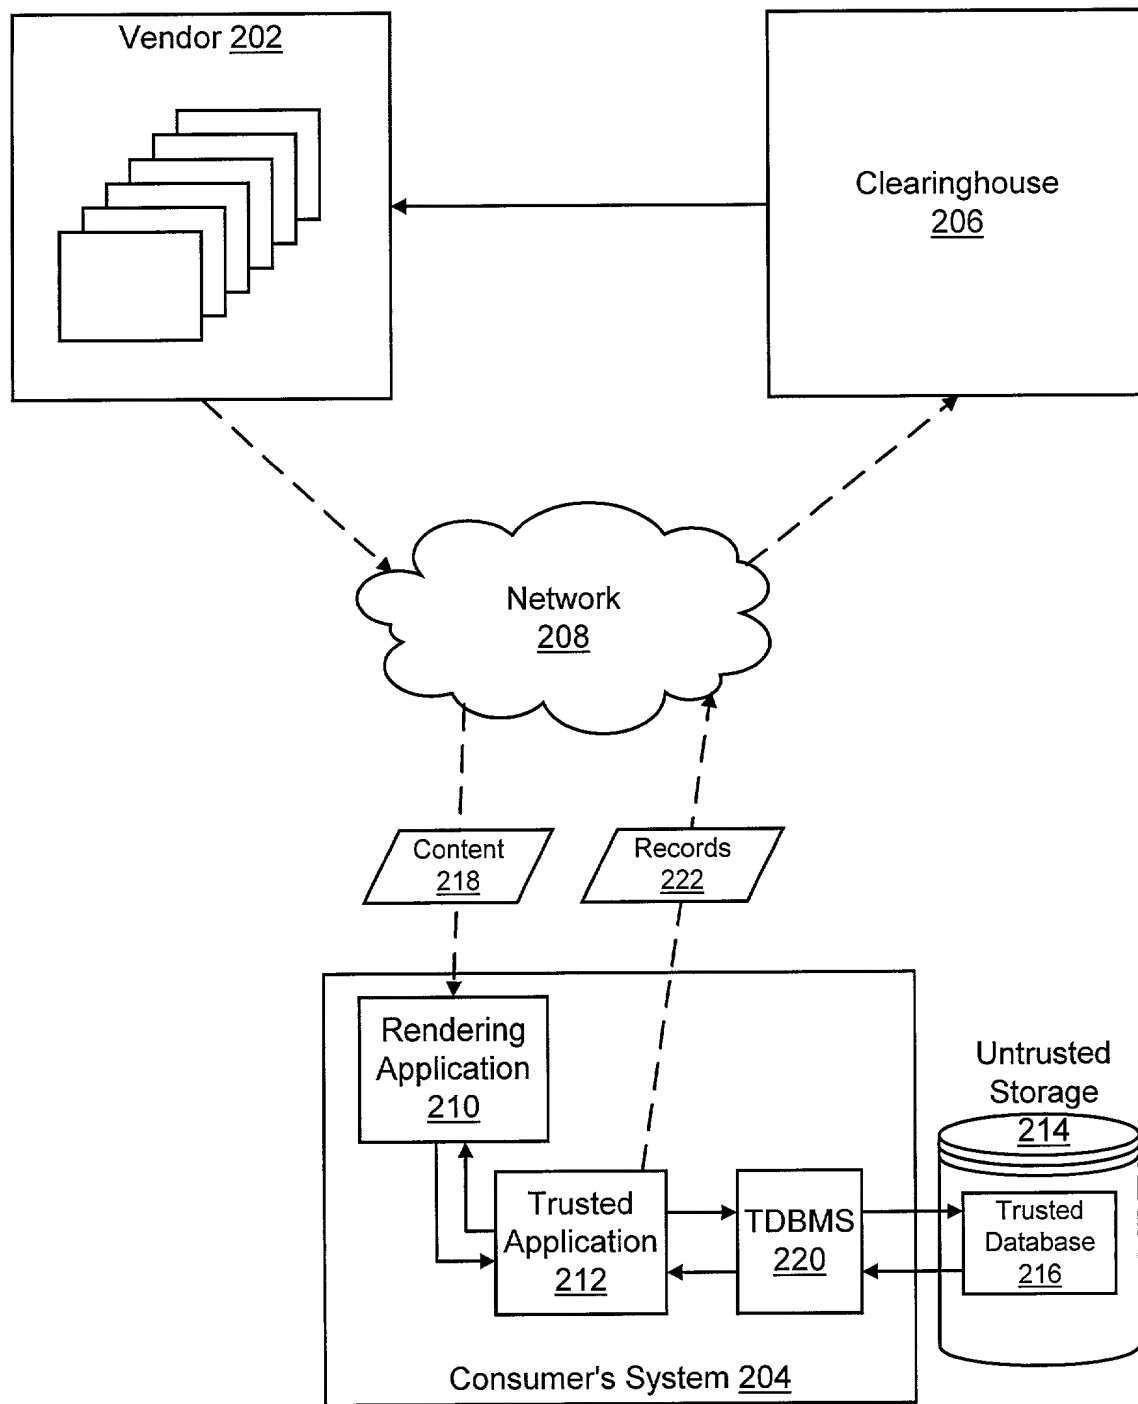 Vendor 202
Clearinghouse
206
Network
208
Content
218
Records
222
Rendering
Application
210
Untrusted
Storage
214
Trusted
Application
212
TDBMS
220
Trusted
Database
216
Consumer's System 204